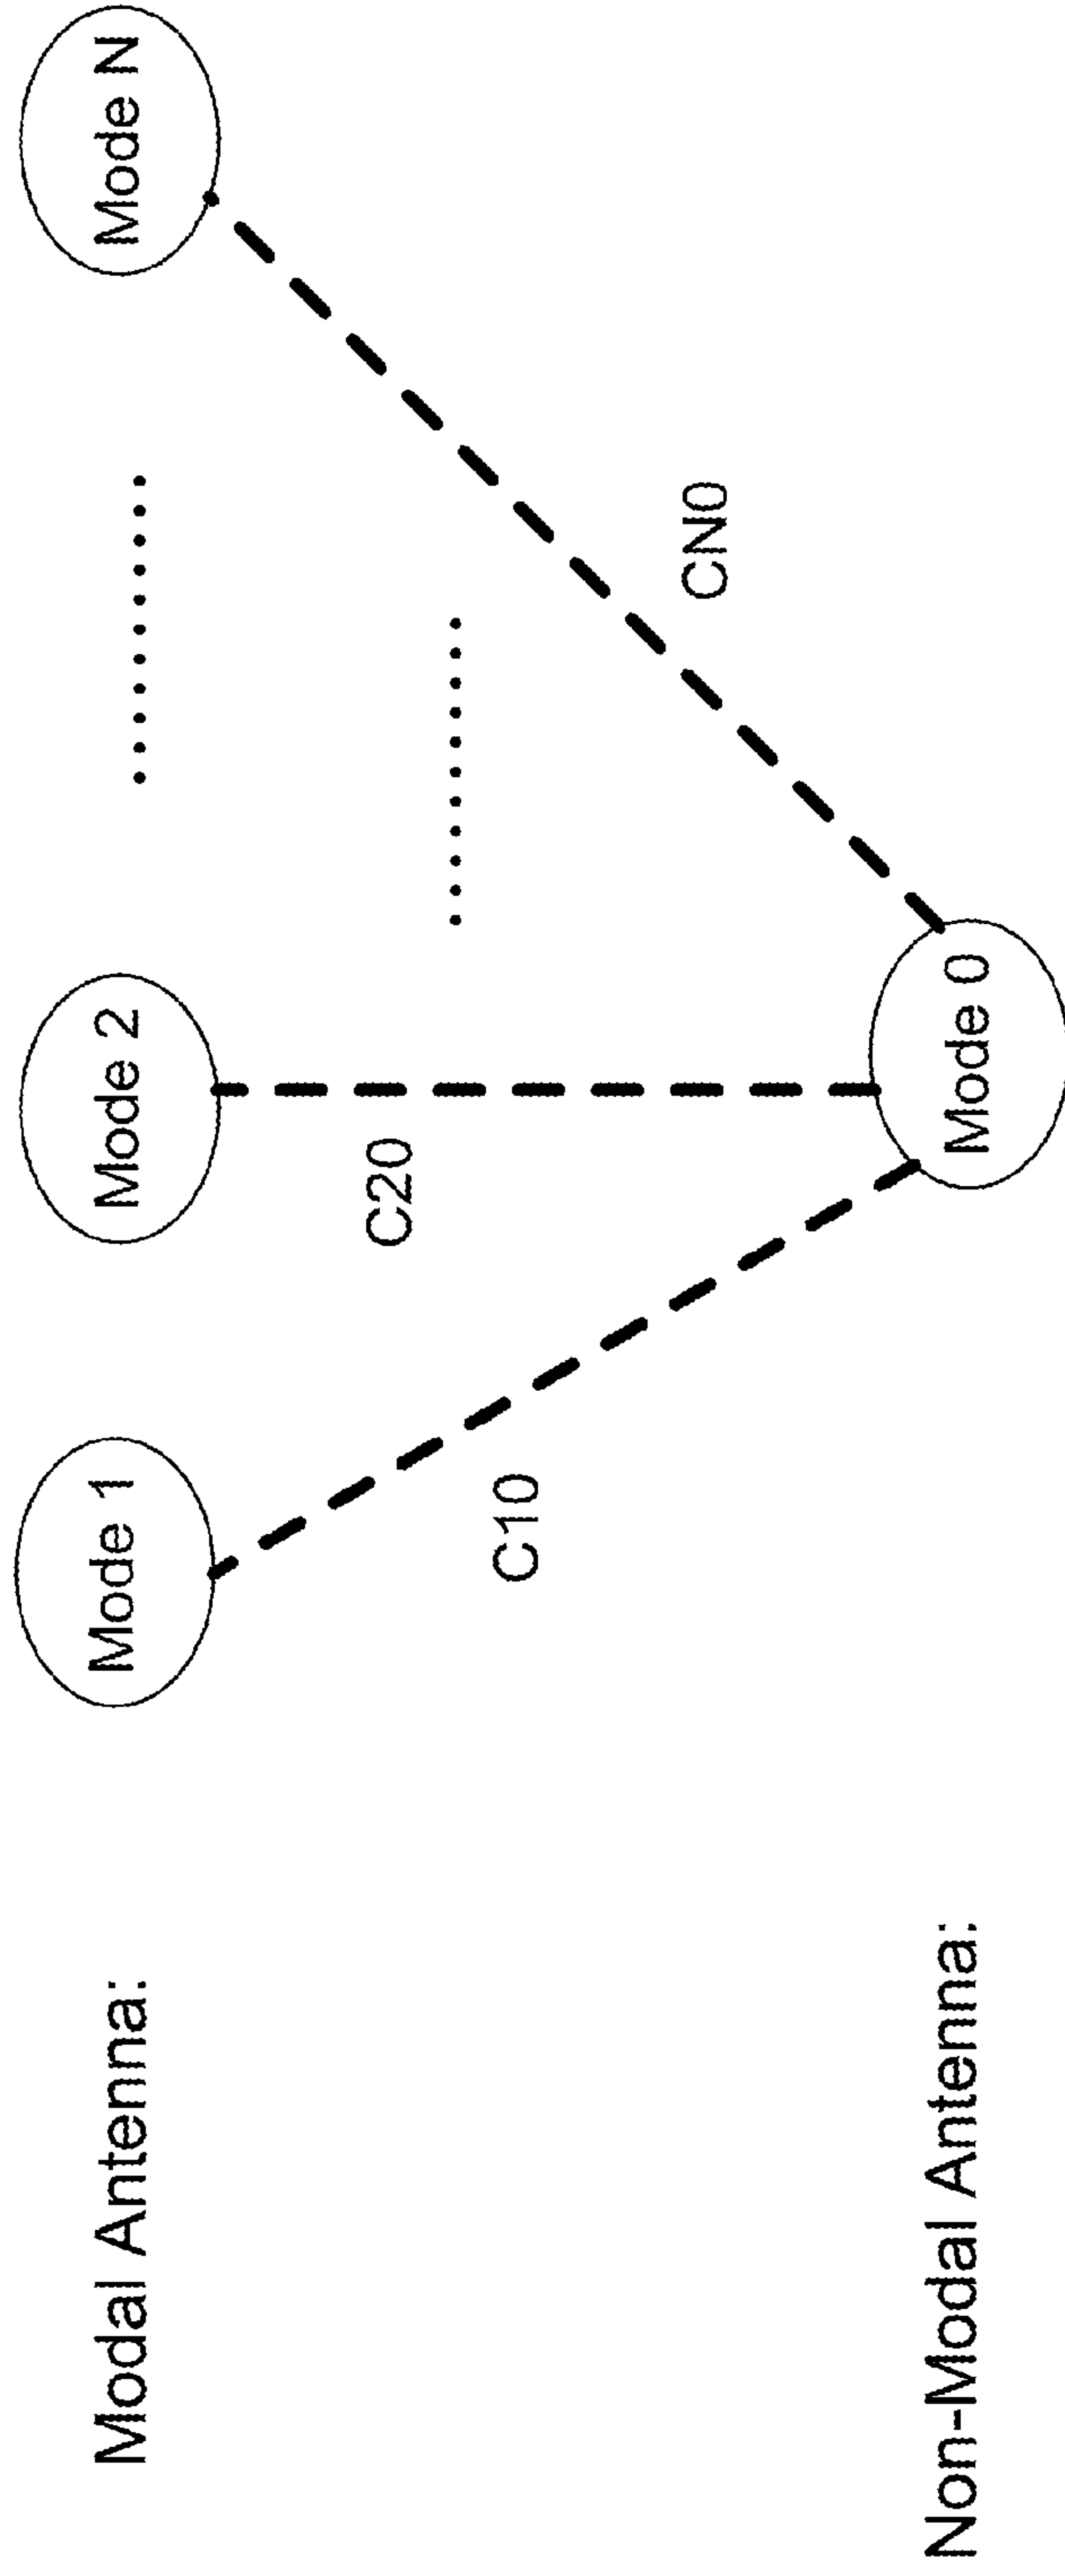 Modal Antenna:
Mode 1
Mode 2
Mode N
C20
C10
CN0
Non-Modal Antenna:
Mode 0